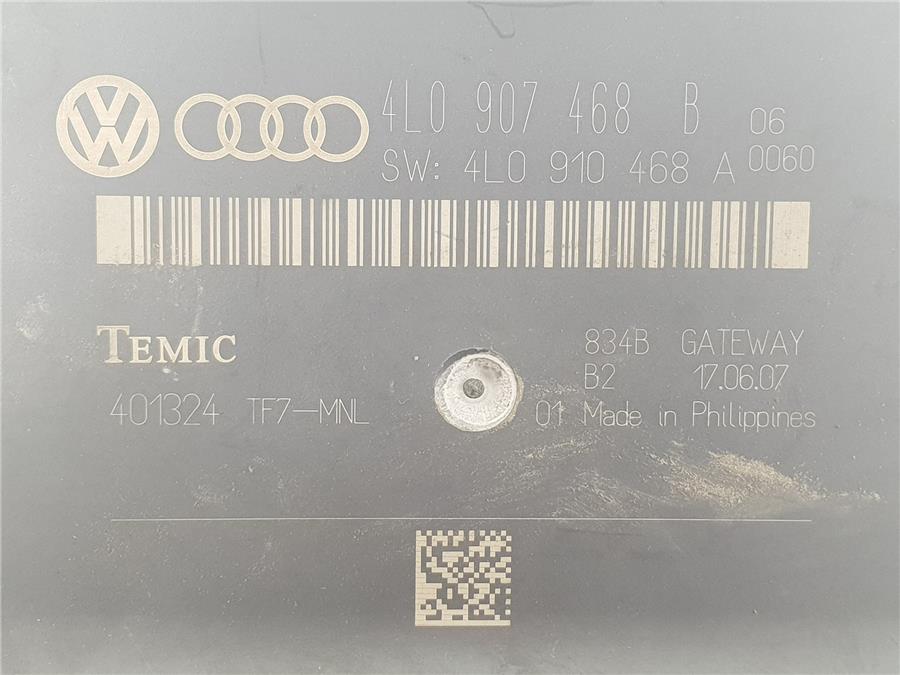 4L0 907 468 B 06
SW: 4L0 910 468 A 0060
TEMIC
834B GATEWAY
B2 17.06.07
401324 TF7-MNL 01 Made in Philippines